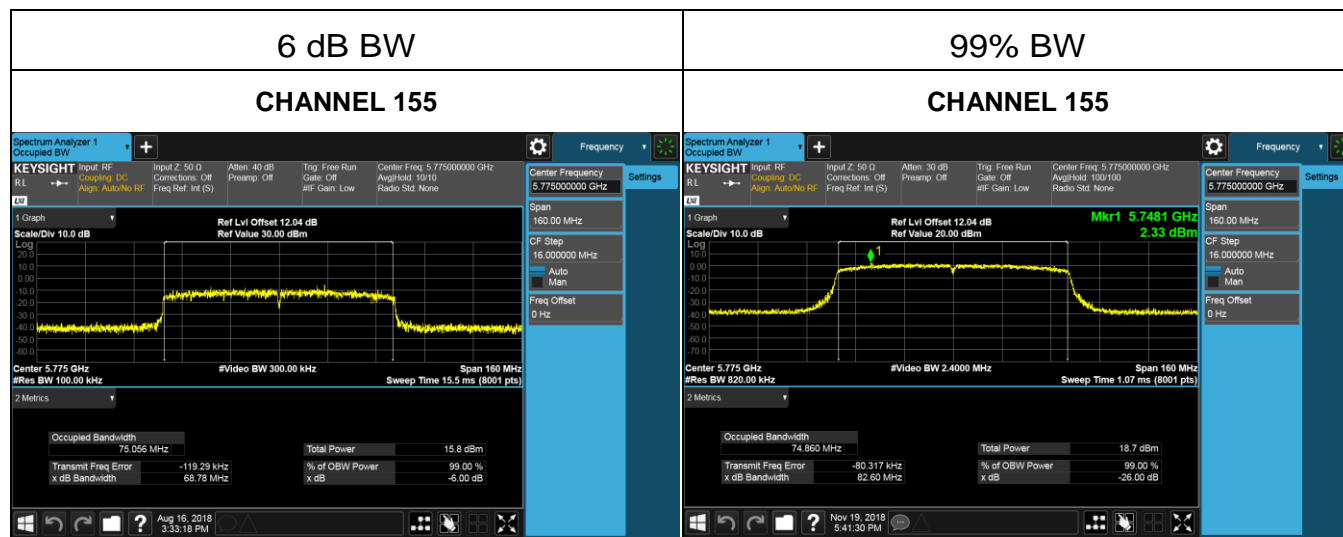 6 dB BW
99% BW
CHANNEL 155
CHANNEL 155
Spectrum Analyzer 1
Occupied BW
+
Frequency
KEYSIGHT
RL
LXI
Input: RF
Coupling: DC
Align: Auto/No RF
Input Z: 50 Ω
Corrections: Off
Freq Ref: Int (S)
Atten: 40 dB
Preamp: Off
Trig: Free Run
Gate: Off
#IF Gain: Low
Center Freq: 5.775000000 GHz
Avg|Hold: 10/10
Radio Std: None
Center Frequency
5.775000000 GHz
Settings
Span
160.00 MHz
CF Step
16.000000 MHz
Auto
Man
Freq Offset
0 Hz
1 Graph
Scale/Div 10.0 dB
Ref Lvl Offset 12.04 dB
Ref Value 30.00 dBm
Log
20.0
10.0
0.00
-10.0
-20.0
-30.0
-40.0
-50.0
-60.0
Center 5.775 GHz
#Res BW 100.00 kHz
#Video BW 300.00 kHz
Span 160 MHz
Sweep Time 15.5 ms (8001 pts)
2 Metrics
Occupied Bandwidth
75.056 MHz
Total Power 15.8 dBm
Transmit Freq Error -119.29 kHz
% of OBW Power 99.00 %
x dB Bandwidth 68.78 MHz
x dB -6.00 dB
?
Aug 16, 2018
3:33:18 PM
Spectrum Analyzer 1
Occupied BW
+
Frequency
KEYSIGHT
RL
LXI
Input: RF
Coupling: DC
Align: Auto/No RF
Input Z: 50 Ω
Corrections: Off
Freq Ref: Int (S)
Atten: 30 dB
Preamp: Off
Trig: Free Run
Gate: Off
#IF Gain: Low
Center Freq: 5.775000000 GHz
Avg|Hold: 100/100
Radio Std: None
Center Frequency
5.775000000 GHz
Settings
Span
160.00 MHz
CF Step
16.000000 MHz
Auto
Man
Freq Offset
0 Hz
1 Graph
Scale/Div 10.0 dB
Ref Lvl Offset 12.04 dB
Ref Value 20.00 dBm
Mkr1 5.7481 GHz
2.33 dBm
Log
10.0
0.00
-10.0
-20.0
-30.0
-40.0
-50.0
-60.0
-70.0
1
Center 5.775 GHz
#Res BW 820.00 kHz
#Video BW 2.4000 MHz
Span 160 MHz
Sweep Time 1.07 ms (8001 pts)
2 Metrics
Occupied Bandwidth
74.860 MHz
Total Power 18.7 dBm
Transmit Freq Error -80.317 kHz
% of OBW Power 99.00 %
x dB Bandwidth 82.60 MHz
x dB -26.00 dB
?
Nov 19, 2018
5:41:30 PM